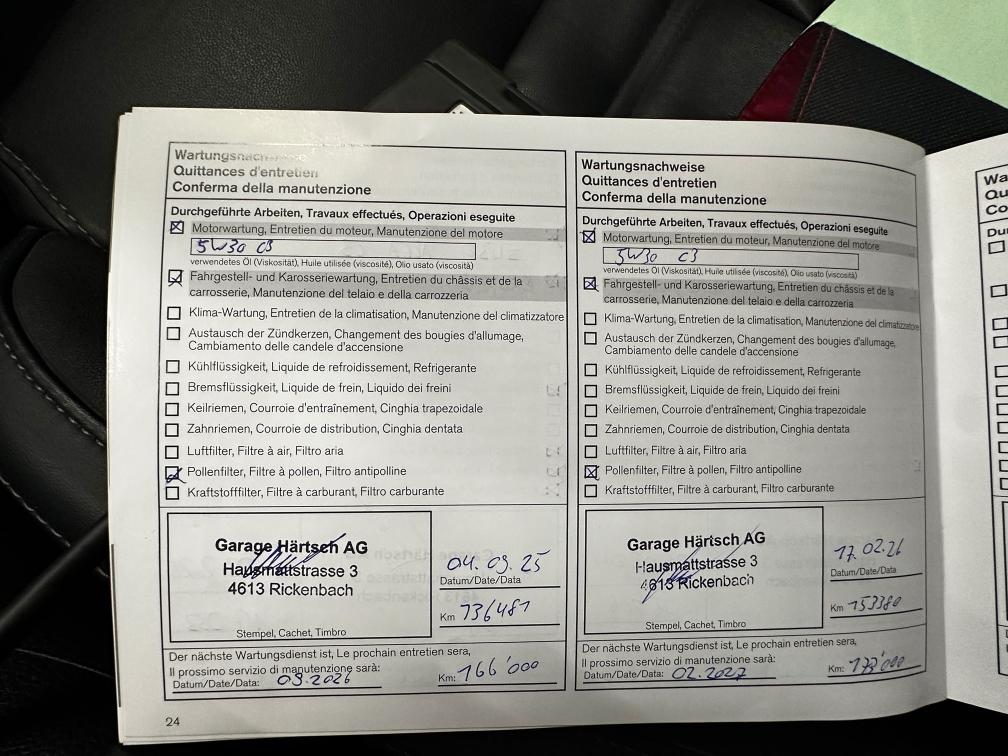 Wartungsnachweise
Quittances d'entretien
Conferma della manutenzione
Durchgeführte Arbeiten, Travaux effectués, Operazioni eseguite
Motorwartung, Entretien du moteur, Manutenzione del motore
5W30 C3
verwendetes Öl (Viskosität), Huile utilisée (viscosité), Olio usato (viscosità)
Fahrgestell- und Karosseriewartung, Entretien du châssis et de la
carrosserie, Manutenzione del telaio e della carrozzeria
Klima-Wartung, Entretien de la climatisation, Manutenzione del climatizzatore
Austausch der Zündkerzen, Changement des bougies d'allumage,
Cambiamento delle candele d'accensione
Kühlflüssigkeit, Liquide de refroidissement, Refrigerante
Bremsflüssigkeit, Liquide de frein, Liquido dei freini
Keilriemen, Courroie d'entraînement, Cinghia trapezoidale
Zahnriemen, Courroie de distribution, Cinghia dentata
Luftfilter, Filtre à air, Filtro aria
Pollenfilter, Filtre à pollen, Filtro antipolline
Kraftstofffilter, Filtre à carburant, Filtro carburante
Garage Härtsch AG
Hausmattstrasse 3
4613 Rickenbach
Stempel, Cachet, Timbro
04.09.25
Datum/Date/Data
Km 136481
Der nächste Wartungsdienst ist, Le prochain entretien sera,
Il prossimo servizio di manutenzione sarà:
Datum/Date/Data: 09.2026 Km: 166'000
24
Wartungsnachweise
Quittances d'entretien
Conferma della manutenzione
Durchgeführte Arbeiten, Travaux effectués, Operazioni eseguite
Motorwartung, Entretien du moteur, Manutenzione del motore
5W30 C3
verwendetes Öl (Viskosität), Huile utilisée (viscosité), Olio usato (viscosità)
Fahrgestell- und Karosseriewartung, Entretien du châssis et de la
carrosserie, Manutenzione del telaio e della carrozzeria
Klima-Wartung, Entretien de la climatisation, Manutenzione del climatizzatore
Austausch der Zündkerzen, Changement des bougies d'allumage,
Cambiamento delle candele d'accensione
Kühlflüssigkeit, Liquide de refroidissement, Refrigerante
Bremsflüssigkeit, Liquide de frein, Liquido dei freini
Keilriemen, Courroie d'entraînement, Cinghia trapezoidale
Zahnriemen, Courroie de distribution, Cinghia dentata
Luftfilter, Filtre à air, Filtro aria
Pollenfilter, Filtre à pollen, Filtro antipolline
Kraftstofffilter, Filtre à carburant, Filtro carburante
Garage Härtsch AG
Hausmattstrasse 3
4613 Rickenbach
Stempel, Cachet, Timbro
17.02.26
Datum/Date/Data
Km 153380
Der nächste Wartungsdienst ist, Le prochain entretien sera,
Il prossimo servizio di manutenzione sarà:
Datum/Date/Data: 02.2027 Km: